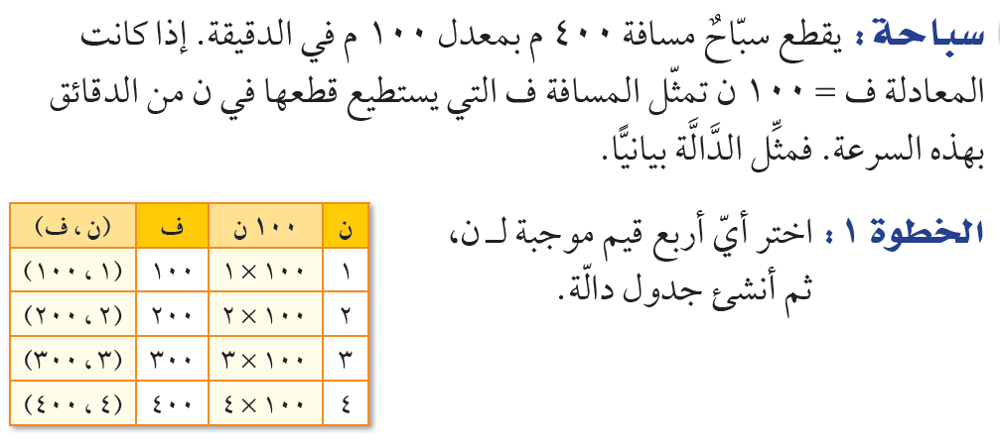 سباحة : يقطع سبّاحٌ مسافة ٤٠٠ م بمعدل ١٠٠ م في الدقيقة. إذا كانت
المعادلة ف = ١٠٠ ن تمثّل المسافة ف التي يستطيع قطعها في ن من الدقائق
بهذه السرعة. فمثِّل الدَّالَّة بيانيًّا.
الخطوة ١ : اختر أيّ أربع قيم موجبة لـ ن،
ثم أنشئ جدول دالّة.
ن ١٠٠ ن ف (ن ، ف)
١ ١٠٠ × ١ ١٠٠ (١ ، ١٠٠)
٢ ١٠٠ × ٢ ٢٠٠ (٢ ، ٢٠٠)
٣ ١٠٠ × ٣ ٣٠٠ (٣ ، ٣٠٠)
٤ ١٠٠ × ٤ ٤٠٠ (٤ ، ٤٠٠)